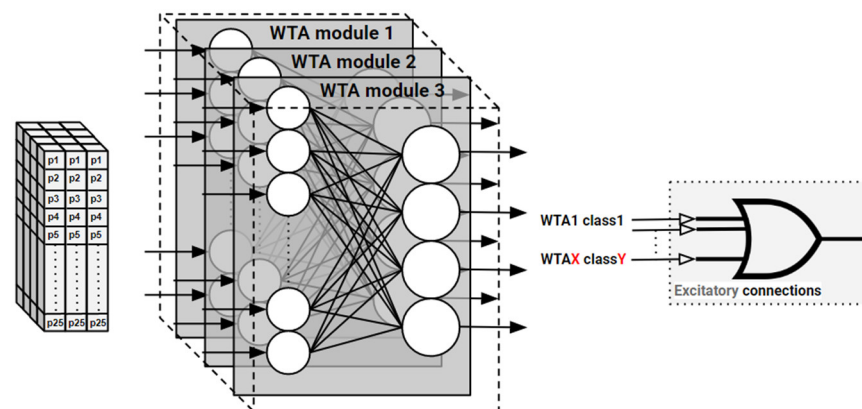 WTA module 1
WTA module 2
WTA module 3
p1 p1 p1
p2 p2 p2
p3 p3 p3
p4 p4 p4
p5 p5 p5
p25 p25 p25
WTA1 class1
WTAX classY
Excitatory connections